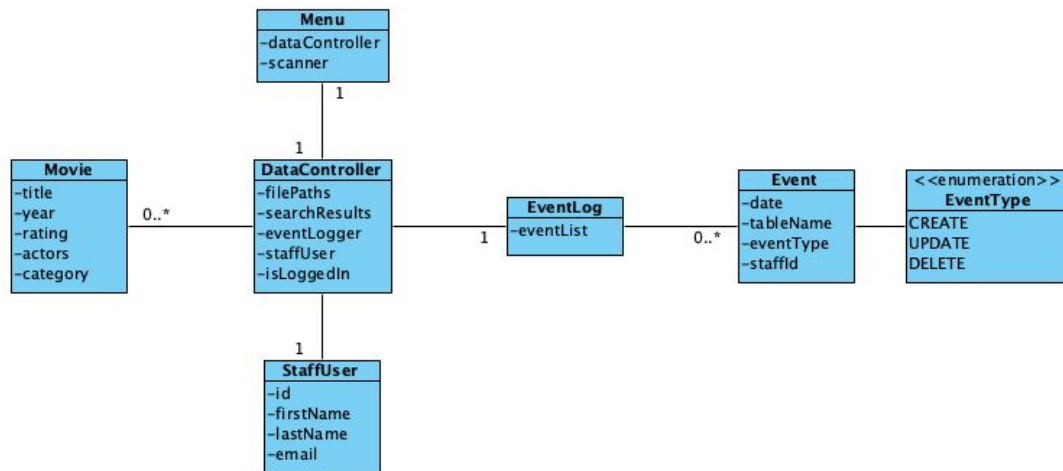 Menu
-dataController
-scanner
1
1
Movie
-title
-year
-rating
-actors
-category
0..*
DataController
-filePaths
-searchResults
-eventLogger
-staffUser
-isLoggedIn
1
EventLog
-eventList
0..*
Event
-date
-tableName
-eventType
-staffId
<<enumeration>>
EventType
CREATE
UPDATE
DELETE
1
StaffUser
-id
-firstName
-lastName
-email